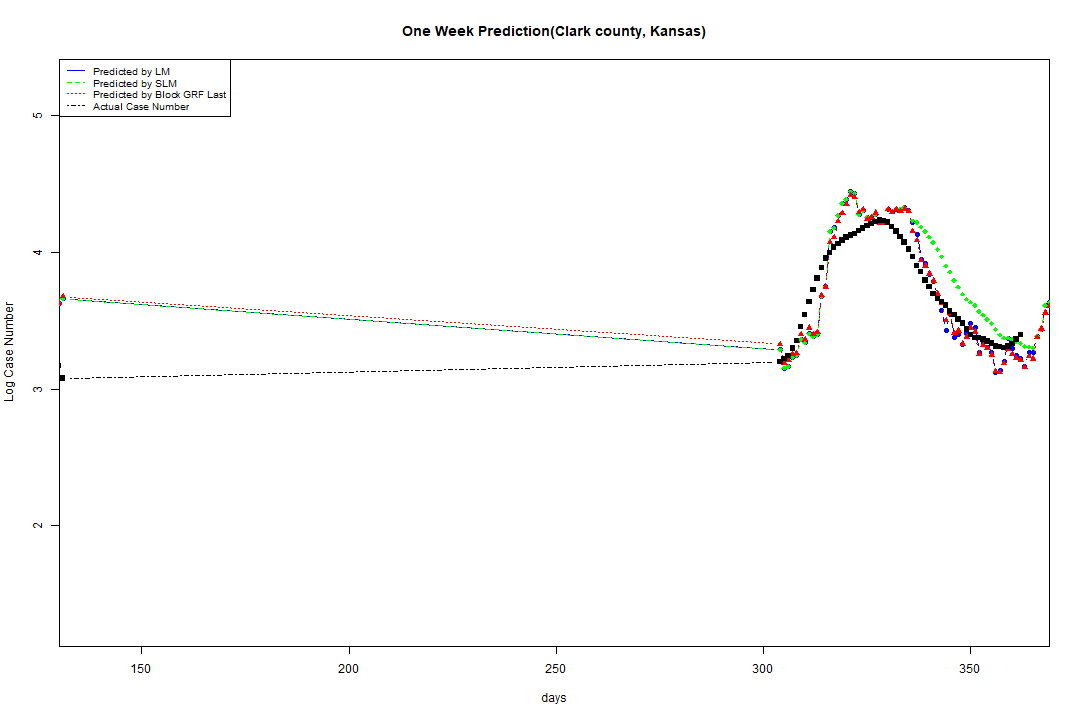 One Week Prediction(Clark county, Kansas)
Predicted by LM
Predicted by SLM
Predicted by Block GRF Last
Actual Case Number
5
4
3
2
Log Case Number
150 200 250 300 350
days